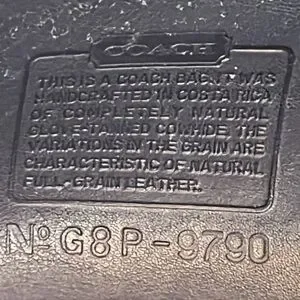 COACH
THIS IS A COACH BAG. IT WAS
HANDCRAFTED IN COSTA RICA
OF COMPLETELY NATURAL
GLOVE-TANNED COWHIDE. THE
VARIATIONS IN THE GRAIN ARE
CHARACTERISTIC OF NATURAL
FULL-GRAIN LEATHER.
No G8P-9790